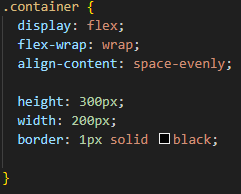 .container {
display: flex;
flex-wrap: wrap;
align-content: space-evenly;
height: 300px;
width: 200px;
border: 1px solid black;
}